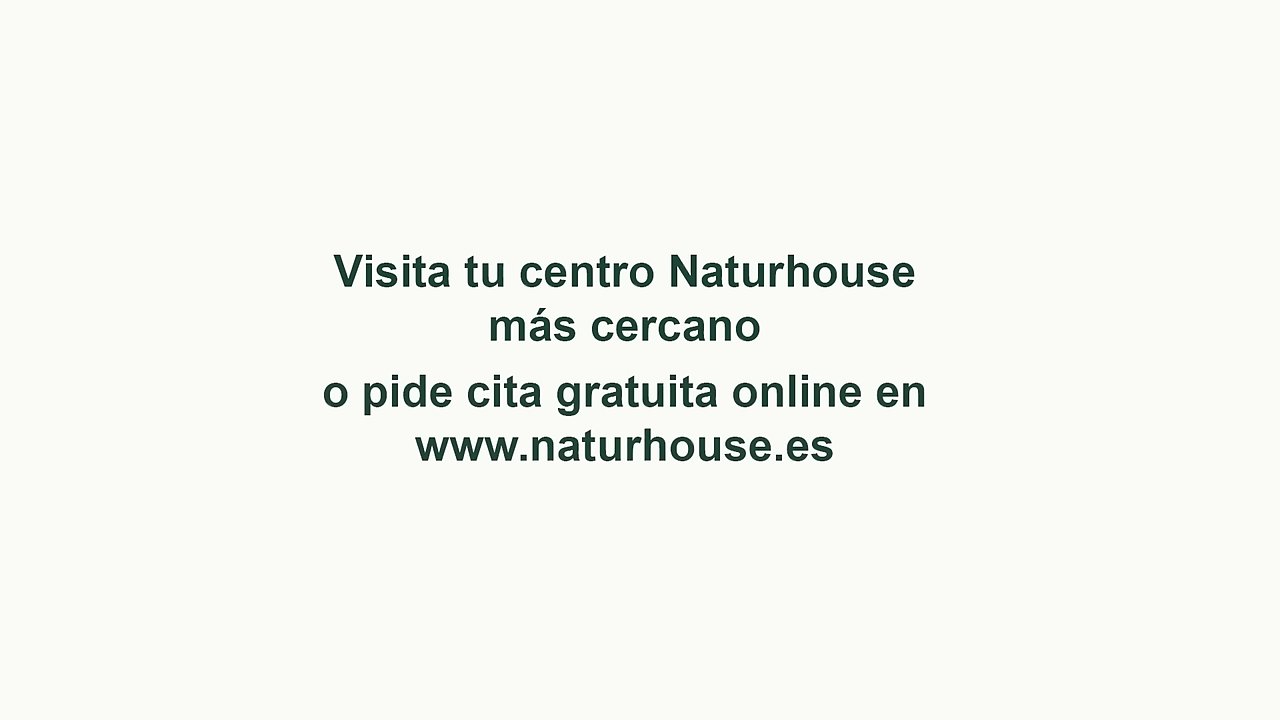 Visita tu centro Naturhouse
más cercano
o pide cita gratuita online en
www.naturhouse.es